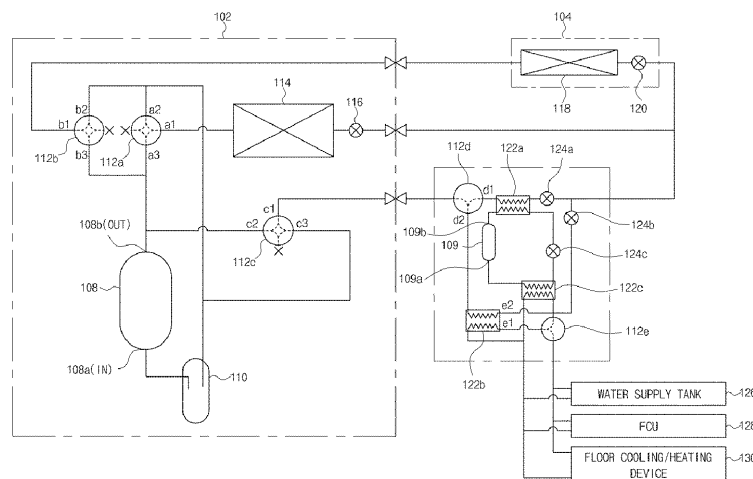 102
104
114
116
118
120
b2
a2
b1
a1
b3
a3
112b
112a
112d
122a
124a
d1
d2
109b
109
109a
124b
124c
122c
c1
c2
c3
112c
108b(OUT)
108
108a(IN)
110
e2
e1
112e
122b
WATER SUPPLY TANK
126
FCU
128
FLOOR COOLING/HEATING
DEVICE
130